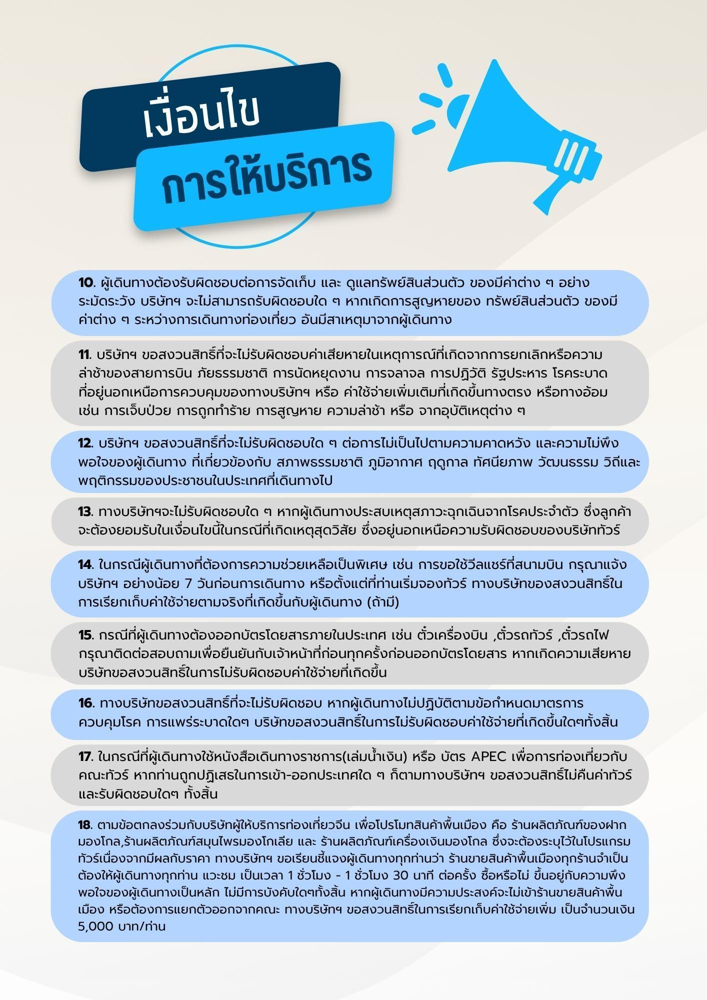 เงื่อนไข
การให้บริการ
10. ผู้เดินทางต้องรับผิดชอบต่อการจัดเก็บ และ ดูแลทรัพย์สินส่วนตัว ของมีค่าต่าง ๆ อย่าง
ระมัดระวัง บริษัทฯ จะไม่สามารถรับผิดชอบใด ๆ หากเกิดการสูญหายของ ทรัพย์สินส่วนตัว ของมี
ค่าต่าง ๆ ระหว่างการเดินทางท่องเที่ยว อันมีสาเหตุมาจากผู้เดินทาง
11. บริษัทฯ ขอสงวนสิทธิ์ที่จะไม่รับผิดชอบค่าเสียหายในเหตุการณ์ที่เกิดจากการยกเลิกหรือความ
ล่าช้าของสายการบิน ภัยธรรมชาติ การนัดหยุดงาน การจลาจล การปฏิวัติ รัฐประหาร โรคระบาด
ที่อยู่นอกเหนือการควบคุมของทางบริษัทฯ หรือ ค่าใช้จ่ายเพิ่มเติมที่เกิดขึ้นทางตรง หรือทางอ้อม
เช่น การเจ็บป่วย การถูกทำร้าย การสูญหาย ความล่าช้า หรือ จากอุบัติเหตุต่าง ๆ
12. บริษัทฯ ขอสงวนสิทธิ์ที่จะไม่รับผิดชอบใด ๆ ต่อการไม่เป็นไปตามความคาดหวัง และความไม่พึง
พอใจของผู้เดินทาง ที่เกี่ยวข้องกับ สภาพธรรมชาติ ภูมิอากาศ ฤดูกาล ทัศนียภาพ วัฒนธรรม วิถีและ
พฤติกรรมของประชาชนในประเทศที่เดินทางไป
13. ทางบริษัทฯจะไม่รับผิดชอบใด ๆ หากผู้เดินทางประสบเหตุสภาวะฉุกเฉินจากโรคประจำตัว ซึ่งลูกค้า
จะต้องยอมรับในเงื่อนไขนี้ในกรณีที่เกิดเหตุสุดวิสัย ซึ่งอยู่นอกเหนือความรับผิดชอบของบริษัททัวร์
14. ในกรณีผู้เดินทางที่ต้องการความช่วยเหลือเป็นพิเศษ เช่น การขอใช้วีลแชร์ที่สนามบิน กรุณาแจ้ง
บริษัทฯ อย่างน้อย 7 วันก่อนการเดินทาง หรือตั้งแต่ที่ท่านเริ่มจองทัวร์ ทางบริษัทของสงวนสิทธิ์ใน
การเรียกเก็บค่าใช้จ่ายตามจริงที่เกิดขึ้นกับผู้เดินทาง (ถ้ามี)
15. กรณีที่ผู้เดินทางต้องออกบัตรโดยสารภายในประเทศ เช่น ตั๋วเครื่องบิน ,ตั๋วรถทัวร์ ,ตั๋วรถไฟ
กรุณาติดต่อสอบถามเพื่อยืนยันกับเจ้าหน้าที่ก่อนทุกครั้งก่อนออกบัตรโดยสาร หากเกิดความเสียหาย
บริษัทขอสงวนสิทธิ์ในการไม่รับผิดชอบค่าใช้จ่ายที่เกิดขึ้น
16. ทางบริษัทขอสงวนสิทธิ์ที่จะไม่รับผิดชอบ หากผู้เดินทางไม่ปฏิบัติตามข้อกำหนดมาตรการ
ควบคุมโรค การแพร่ระบาดใดๆ บริษัทขอสงวนสิทธิ์ในการไม่รับผิดชอบค่าใช้จ่ายที่เกิดขึ้นใดๆทั้งสิ้น
17. ในกรณีที่ผู้เดินทางใช้หนังสือเดินทางราชการ(เล่มน้ำเงิน) หรือ บัตร APEC เพื่อการท่องเที่ยวกับ
คณะทัวร์ หากท่านถูกปฏิเสธในการเข้า-ออกประเทศใด ๆ ก็ตามทางบริษัทฯ ขอสงวนสิทธิ์ไม่คืนค่าทัวร์
และรับผิดชอบใดๆ ทั้งสิ้น
18. ตามข้อตกลงร่วมกับบริษัทผู้ให้บริการท่องเที่ยวจีน เพื่อโปรโมทสินค้าพื้นเมือง คือ ร้านผลิตภัณฑ์ของฝาก
มองโกล,ร้านผลิตภัณฑ์สมุนไพรมองโกเลีย และ ร้านผลิตภัณฑ์เครื่องเงินมองโกล ซึ่งจะต้องระบุไว้ในโปรแกรม
ทัวร์เนื่องจากมีผลกับราคา ทางบริษัทฯ ขอเรียนชี้แจงผู้เดินทางทุกท่านว่า ร้านขายสินค้าพื้นเมืองทุกร้านจำเป็น
ต้องให้ผู้เดินทางทุกท่าน แวะชม เป็นเวลา 1 ชั่วโมง - 1 ชั่วโมง 30 นาที ต่อครั้ง ซื้อหรือไม่ ขึ้นอยู่กับความพึง
พอใจของผู้เดินทางเป็นหลัก ไม่มีการบังคับใดๆทั้งสิ้น หากผู้เดินทางมีความประสงค์จะไม่เข้าร้านขายสินค้าพื้น
เมือง หรือต้องการแยกตัวออกจากคณะ ทางบริษัทฯ ขอสงวนสิทธิ์ในการเรียกเก็บค่าใช้จ่ายเพิ่ม เป็นจำนวนเงิน
5,000 บาท/ท่าน